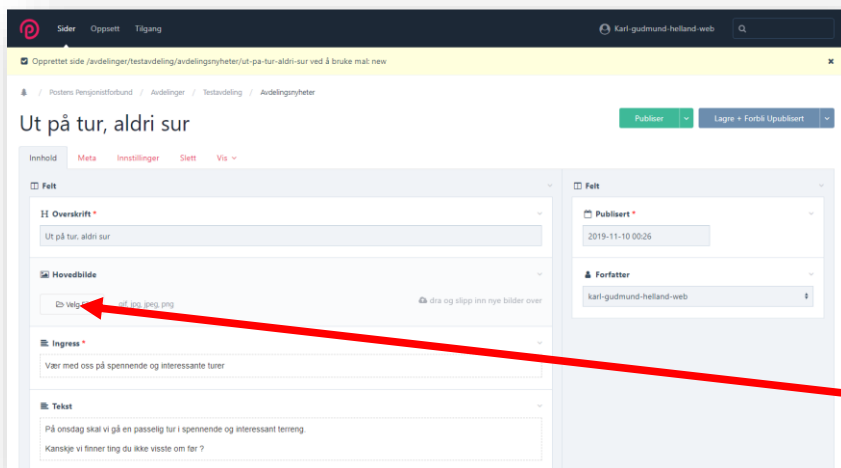 Sider Oppsett Tilgang Karl-gudmund-helland-web
Opprettet side /avdelinger/testavdeling/avdelingsnyheter/ut-pa-tur-aldri-sur ved å bruke mal: new
/ Postens Pensjonistforbund / Avdelinger / Testavdeling / Avdelingsnyheter
Ut på tur, aldri sur
Publiser Lagre + Forbli Upublisert
Innhold Meta Innstillinger Slett Vis
Felt
Overskrift *
Ut på tur, aldri sur
Hovedbilde
Velg gif, jpg, jpeg, png dra og slipp inn nye bilder over
Ingress *
Vær med oss på spennende og interessante turer
Tekst
På onsdag skal vi gå en passelig tur i spennende og interessant terreng.
Kanskje vi finner ting du ikke visste om før ?
Felt
Publisert *
2019-11-10 00:26
Forfatter
karl-gudmund-helland-web